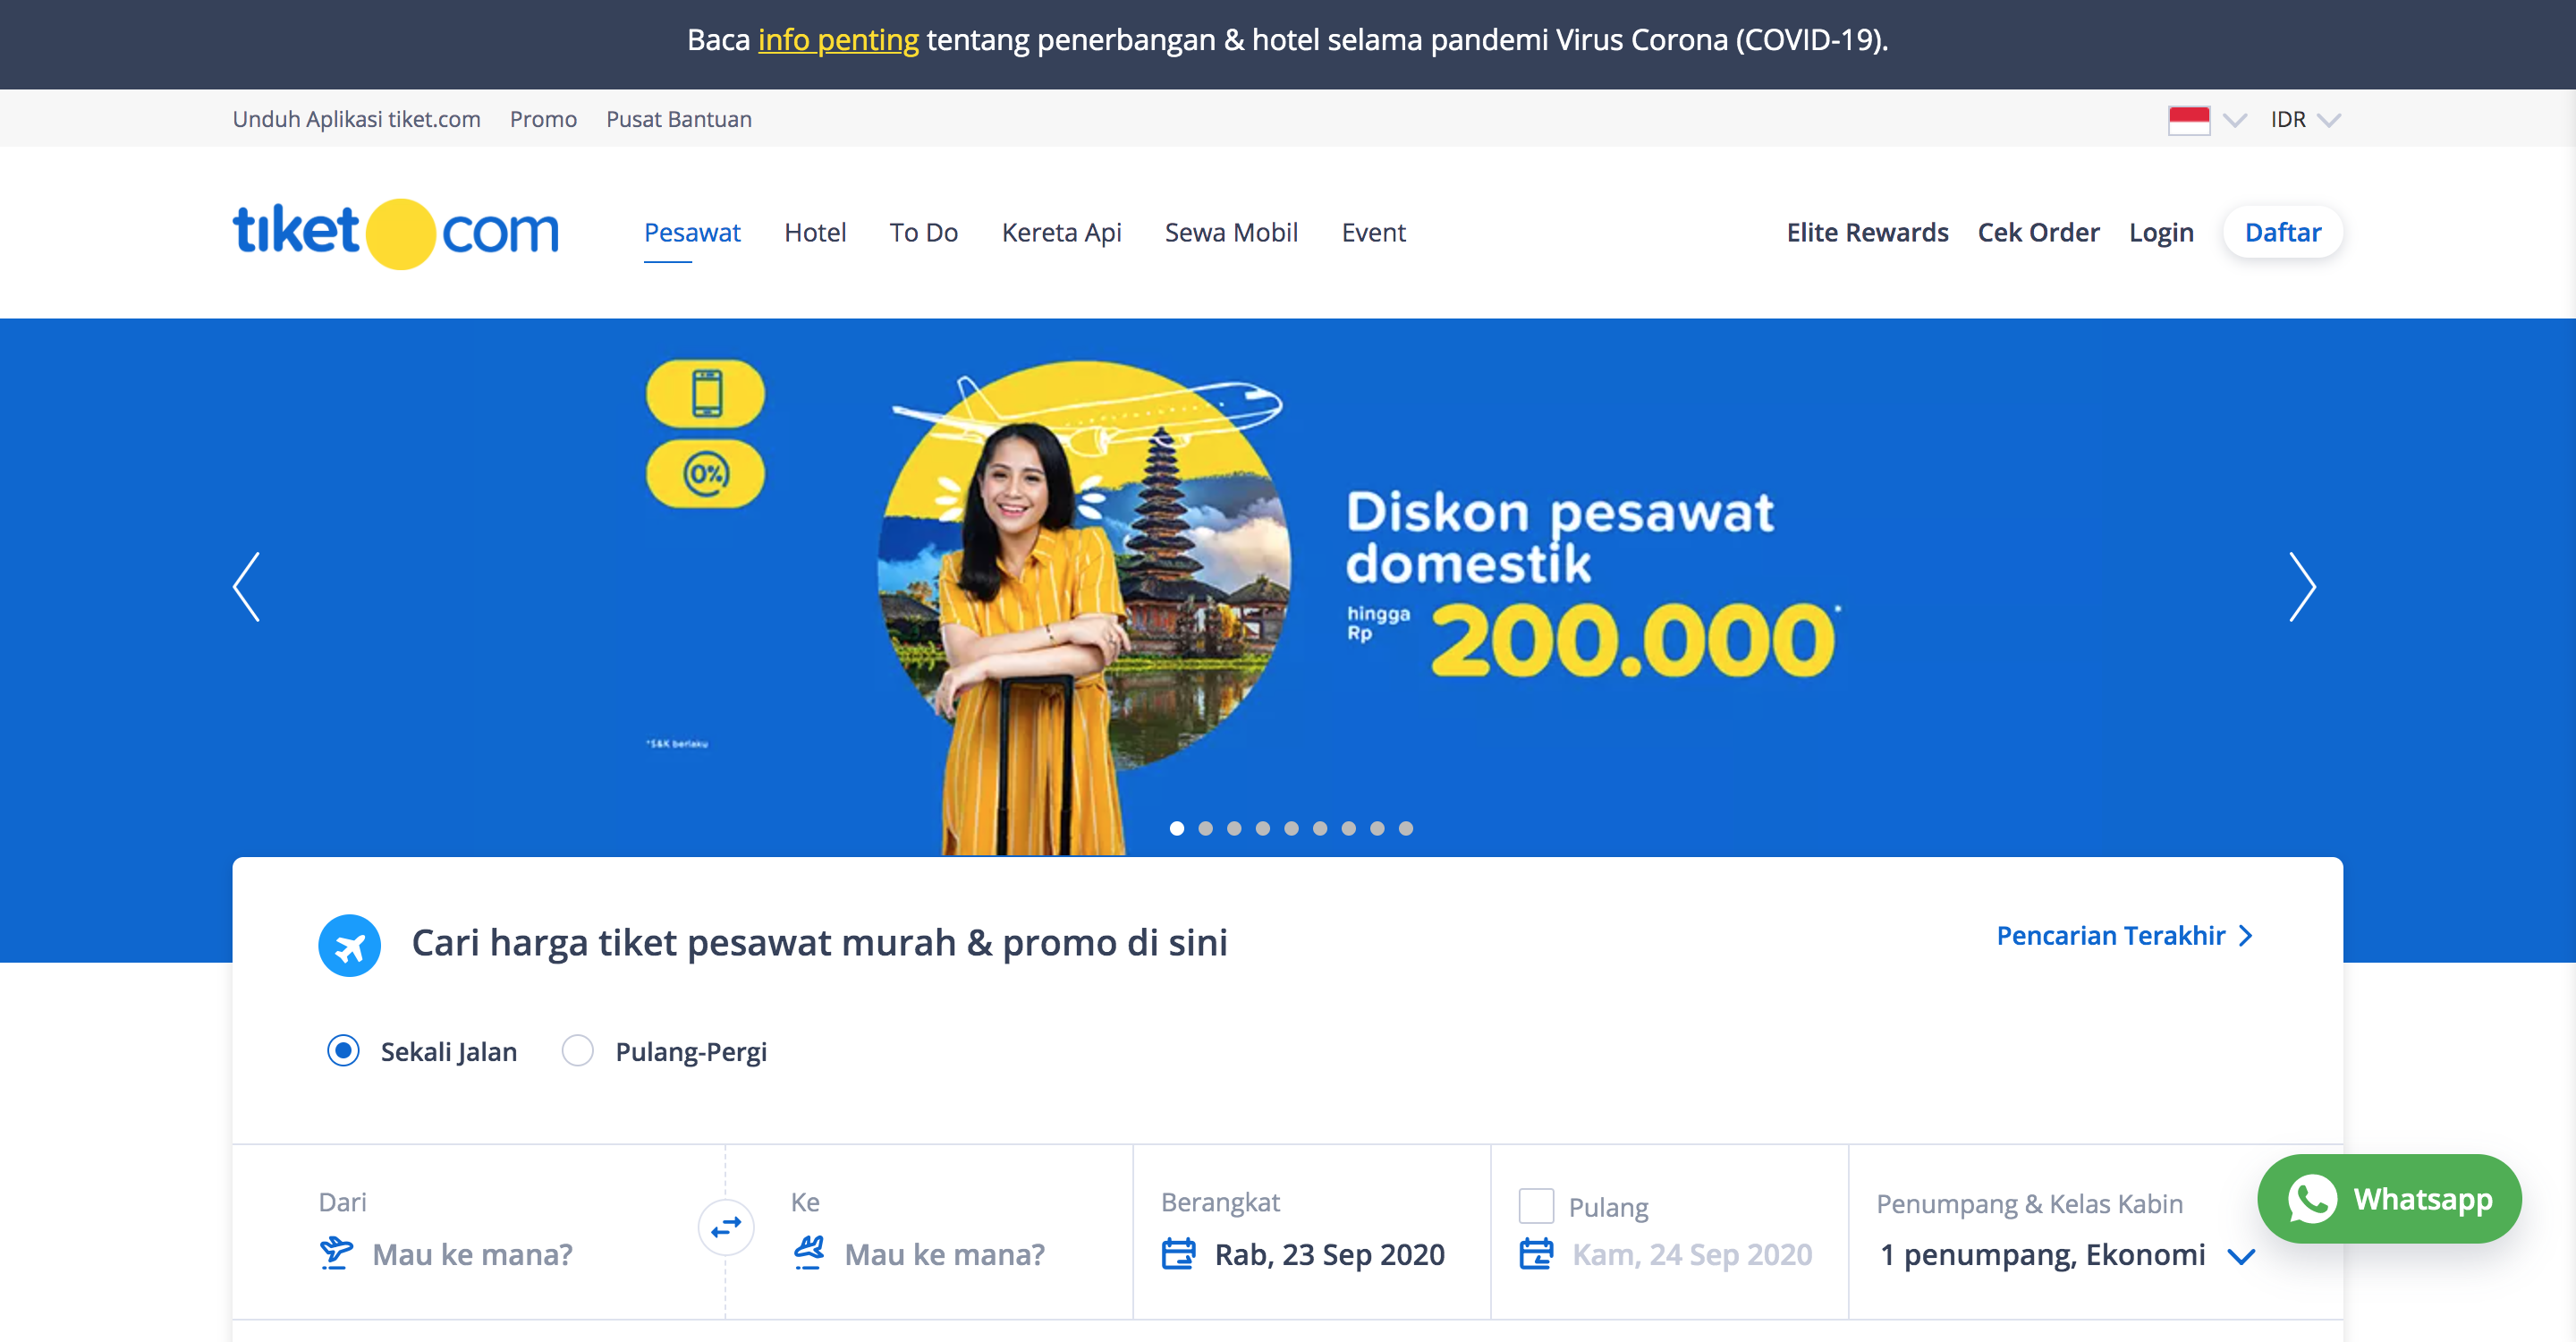 Baca info penting tentang penerbangan & hotel selama pandemi Virus Corona (COVID-19).
Unduh Aplikasi tiket.com Promo Pusat Bantuan IDR
tiket com Pesawat Hotel To Do Kereta Api Sewa Mobil Event Elite Rewards Cek Order Login Daftar
0%
Diskon pesawat
domestik
hingga
Rp 200.000*
*S&K berlaku
Cari harga tiket pesawat murah & promo di sini
Pencarian Terakhir
Sekali Jalan Pulang-Pergi
Dari Ke Berangkat Pulang Penumpang & Kelas Kabin
Mau ke mana? Mau ke mana? Rab, 23 Sep 2020 Kam, 24 Sep 2020 1 penumpang, Ekonomi
Whatsapp